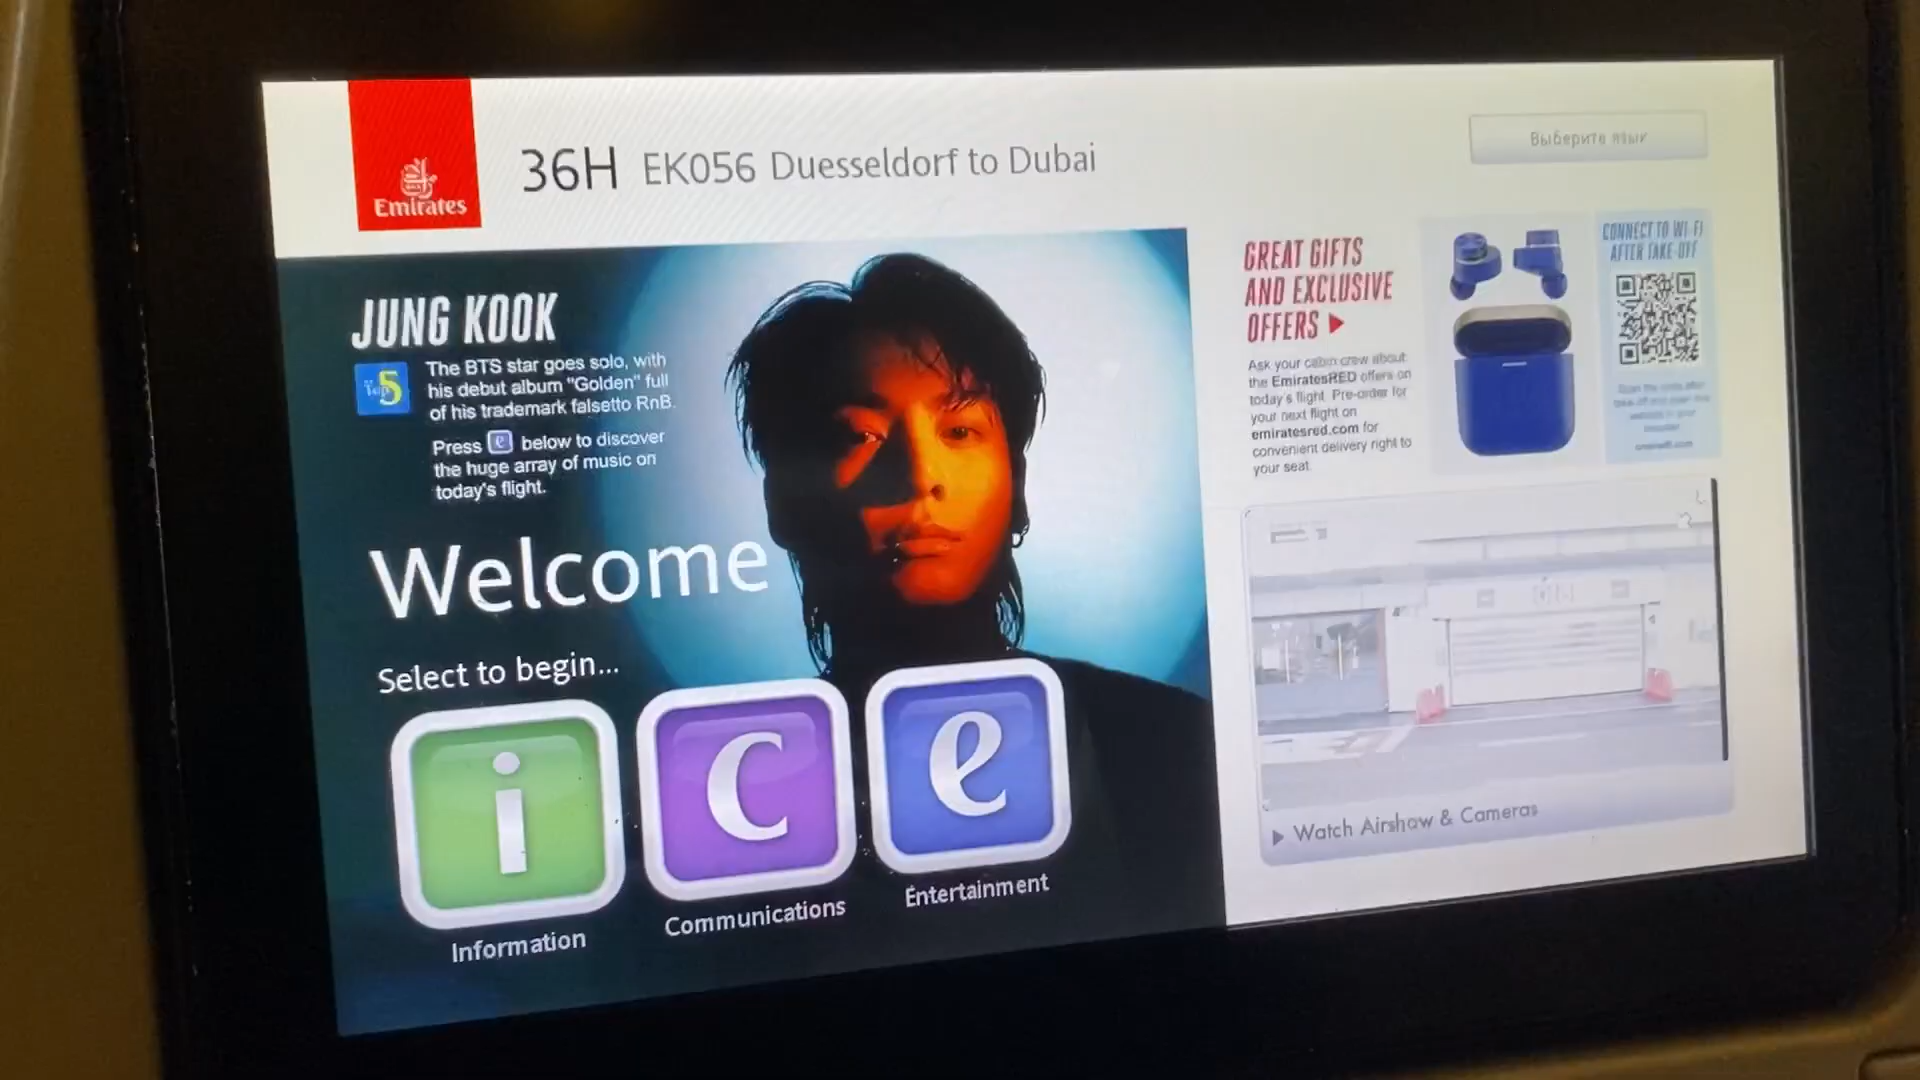 Emirates
36H EK056 Duesseldorf to Dubai
Выберите язык
JUNG KOOK
Top 5
The BTS star goes solo, with
his debut album "Golden" full
of his trademark falsetto RnB.
Press e below to discover
the huge array of music on
today's flight.
Welcome
Select to begin...
i
Information
c
Communications
e
Entertainment
GREAT GIFTS
AND EXCLUSIVE
OFFERS
Ask your cabin crew about
the EmiratesRED offers on
today's flight. Pre-order for
your next flight on
emiratesred.com for
convenient delivery right to
your seat.
CONNECT TO WI-FI
AFTER TAKE-OFF
Watch Airshow & Cameras